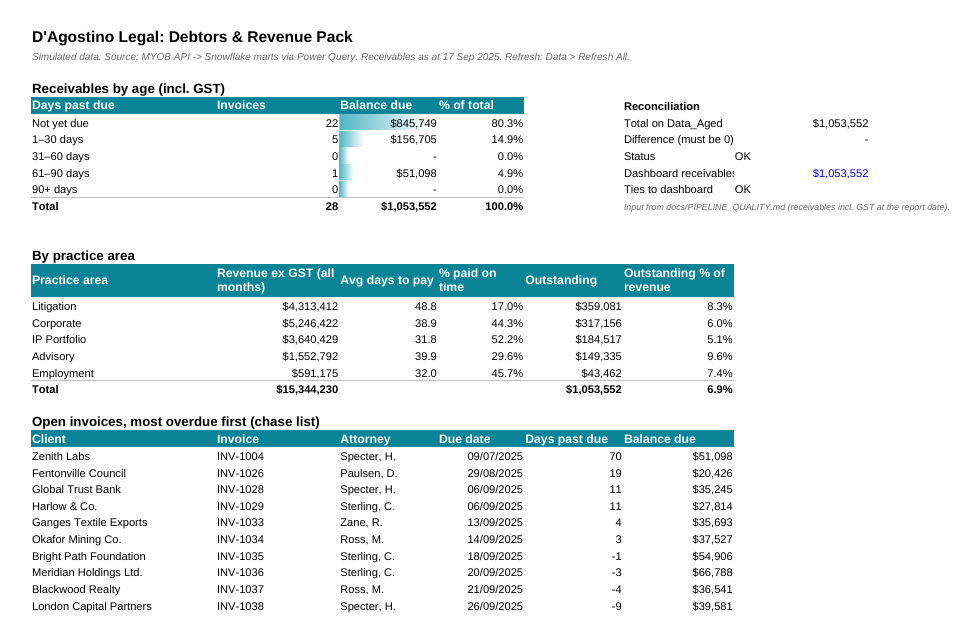 D'Agostino Legal: Debtors & Revenue Pack
Simulated data. Source: MYOB API -> Snowflake marts via Power Query. Receivables as at 17 Sep 2025. Refresh: Data > Refresh All.
Receivables by age (incl. GST)
Days past due Invoices Balance due % of total
Not yet due 22 $845,749 80.3%
1–30 days 5 $156,705 14.9%
31–60 days 0 - 0.0%
61–90 days 1 $51,098 4.9%
90+ days 0 - 0.0%
Total 28 $1,053,552 100.0%
Reconciliation
Total on Data_Aged $1,053,552
Difference (must be 0) -
Status OK
Dashboard receivables $1,053,552
Ties to dashboard OK
Input from docs/PIPELINE_QUALITY.md (receivables incl. GST at the report date).
By practice area
Practice area Revenue ex GST (all months) Avg days to pay % paid on time Outstanding Outstanding % of revenue
Litigation $4,313,412 48.8 17.0% $359,081 8.3%
Corporate $5,246,422 38.9 44.3% $317,156 6.0%
IP Portfolio $3,640,429 31.8 52.2% $184,517 5.1%
Advisory $1,552,792 39.9 29.6% $149,335 9.6%
Employment $591,175 32.0 45.7% $43,462 7.4%
Total $15,344,230 $1,053,552 6.9%
Open invoices, most overdue first (chase list)
Client Invoice Attorney Due date Days past due Balance due
Zenith Labs INV-1004 Specter, H. 09/07/2025 70 $51,098
Fentonville Council INV-1026 Paulsen, D. 29/08/2025 19 $20,426
Global Trust Bank INV-1028 Specter, H. 06/09/2025 11 $35,245
Harlow & Co. INV-1029 Sterling, C. 06/09/2025 11 $27,814
Ganges Textile Exports INV-1033 Zane, R. 13/09/2025 4 $35,693
Okafor Mining Co. INV-1034 Ross, M. 14/09/2025 3 $37,527
Bright Path Foundation INV-1035 Sterling, C. 18/09/2025 -1 $54,906
Meridian Holdings Ltd. INV-1036 Sterling, C. 20/09/2025 -3 $66,788
Blackwood Realty INV-1037 Ross, M. 21/09/2025 -4 $36,541
London Capital Partners INV-1038 Specter, H. 26/09/2025 -9 $39,581